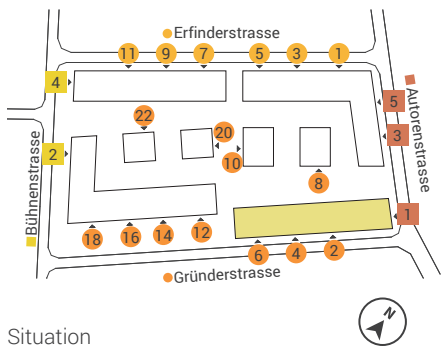 Erfinderstrasse
11 9 7 5 3 1
4
5
22
20
3
2
10
8
Bühnenstrasse
Autorenstrasse
1
18 16 14 12
6 4 2
Gründerstrasse
Situation
N